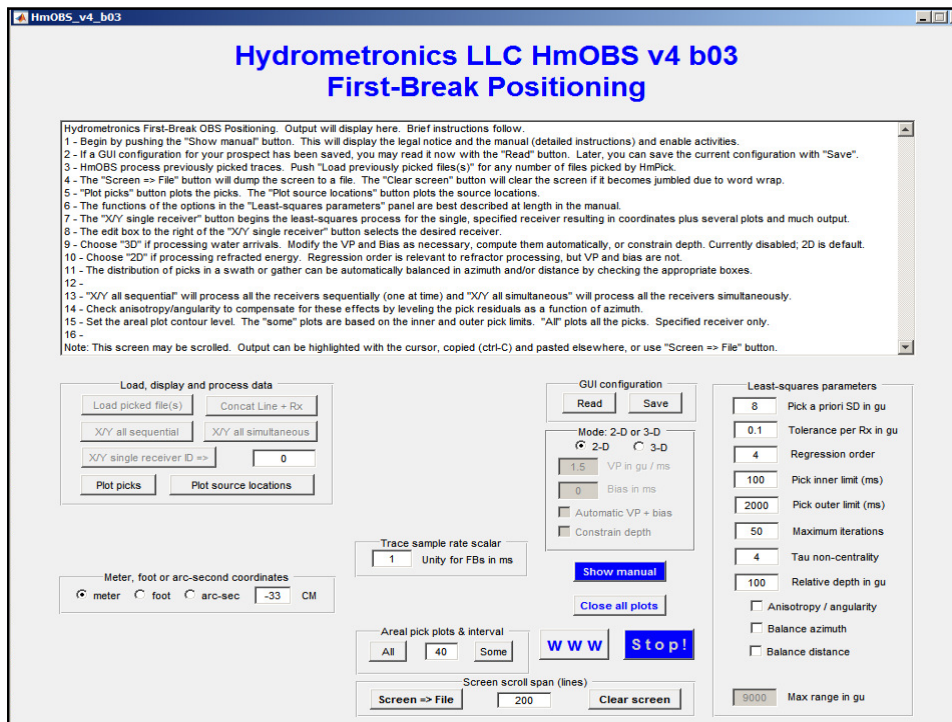 HmOBS_v4_b03
Hydrometronics LLC HmOBS v4 b03
First-Break Positioning
Hydrometronics First-Break OBS Positioning. Output will display here. Brief instructions follow.
1 - Begin by pushing the "Show manual" button. This will display the legal notice and the manual (detailed instructions) and enable activities.
2 - If a GUI configuration for your prospect has been saved, you may read it now with the "Read" button. Later, you can save the current configuration with "Save".
3 - HmOBS process previously picked traces. Push "Load previously picked files(s)" for any number of files picked by HmPick.
4 - The "Screen => File" button will dump the screen to a file. The "Clear screen" button will clear the screen if it becomes jumbled due to word wrap.
5 - "Plot picks" button plots the picks. The "Plot source locations" button plots the source locations.
6 - The functions of the options in the "Least-squares parameters" panel are best described at length in the manual.
7 - The "X/Y single receiver" button begins the least-squares process for the single, specified receiver resulting in coordinates plus several plots and much output.
8 - The edit box to the right of the "X/Y single receiver" button selects the desired receiver.
9 - Choose "3D" if processing water arrivals. Modify the VP and Bias as necessary, compute them automatically, or constrain depth. Currently disabled; 2D is default.
10 - Choose "2D" if processing refracted energy. Regression order is relevant to refractor processing, but VP and bias are not.
11 - The distribution of picks in a swath or gather can be automatically balanced in azimuth and/or distance by checking the appropriate boxes.
12 -
13 - "X/Y all sequential" will process all the receivers sequentially (one at time) and "X/Y all simultaneous" will process all the receivers simultaneously.
14 - Check anisotropy/angularity to compensate for these effects by leveling the pick residuals as a function of azimuth.
15 - Set the areal plot contour level. The "some" plots are based on the inner and outer pick limits. "All" plots all the picks. Specified receiver only.
16 -
Note: This screen may be scrolled. Output can be highlighted with the cursor, copied (ctrl-C) and pasted elsewhere, or use "Screen => File" button.
Load, display and process data
Load picked file(s) Concat Line + Rx
X/Y all sequential X/Y all simultaneous
X/Y single receiver ID => 0
Plot picks Plot source locations
Meter, foot or arc-second coordinates
meter foot arc-sec -33 CM
Trace sample rate scalar
1 Unity for FBs in ms
Areal pick plots & interval
All 40 Some
Screen scroll span (lines)
Screen => File 200 Clear screen
GUI configuration
Read Save
Mode: 2-D or 3-D
2-D 3-D
1.5 VP in gu / ms
0 Bias in ms
Automatic VP + bias
Constrain depth
Show manual
Close all plots
W W W Stop!
Least-squares parameters
8 Pick a priori SD in gu
0.1 Tolerance per Rx in gu
4 Regression order
100 Pick inner limit (ms)
2000 Pick outer limit (ms)
50 Maximum iterations
4 Tau non-centrality
100 Relative depth in gu
Anisotropy / angularity
Balance azimuth
Balance distance
9000 Max range in gu